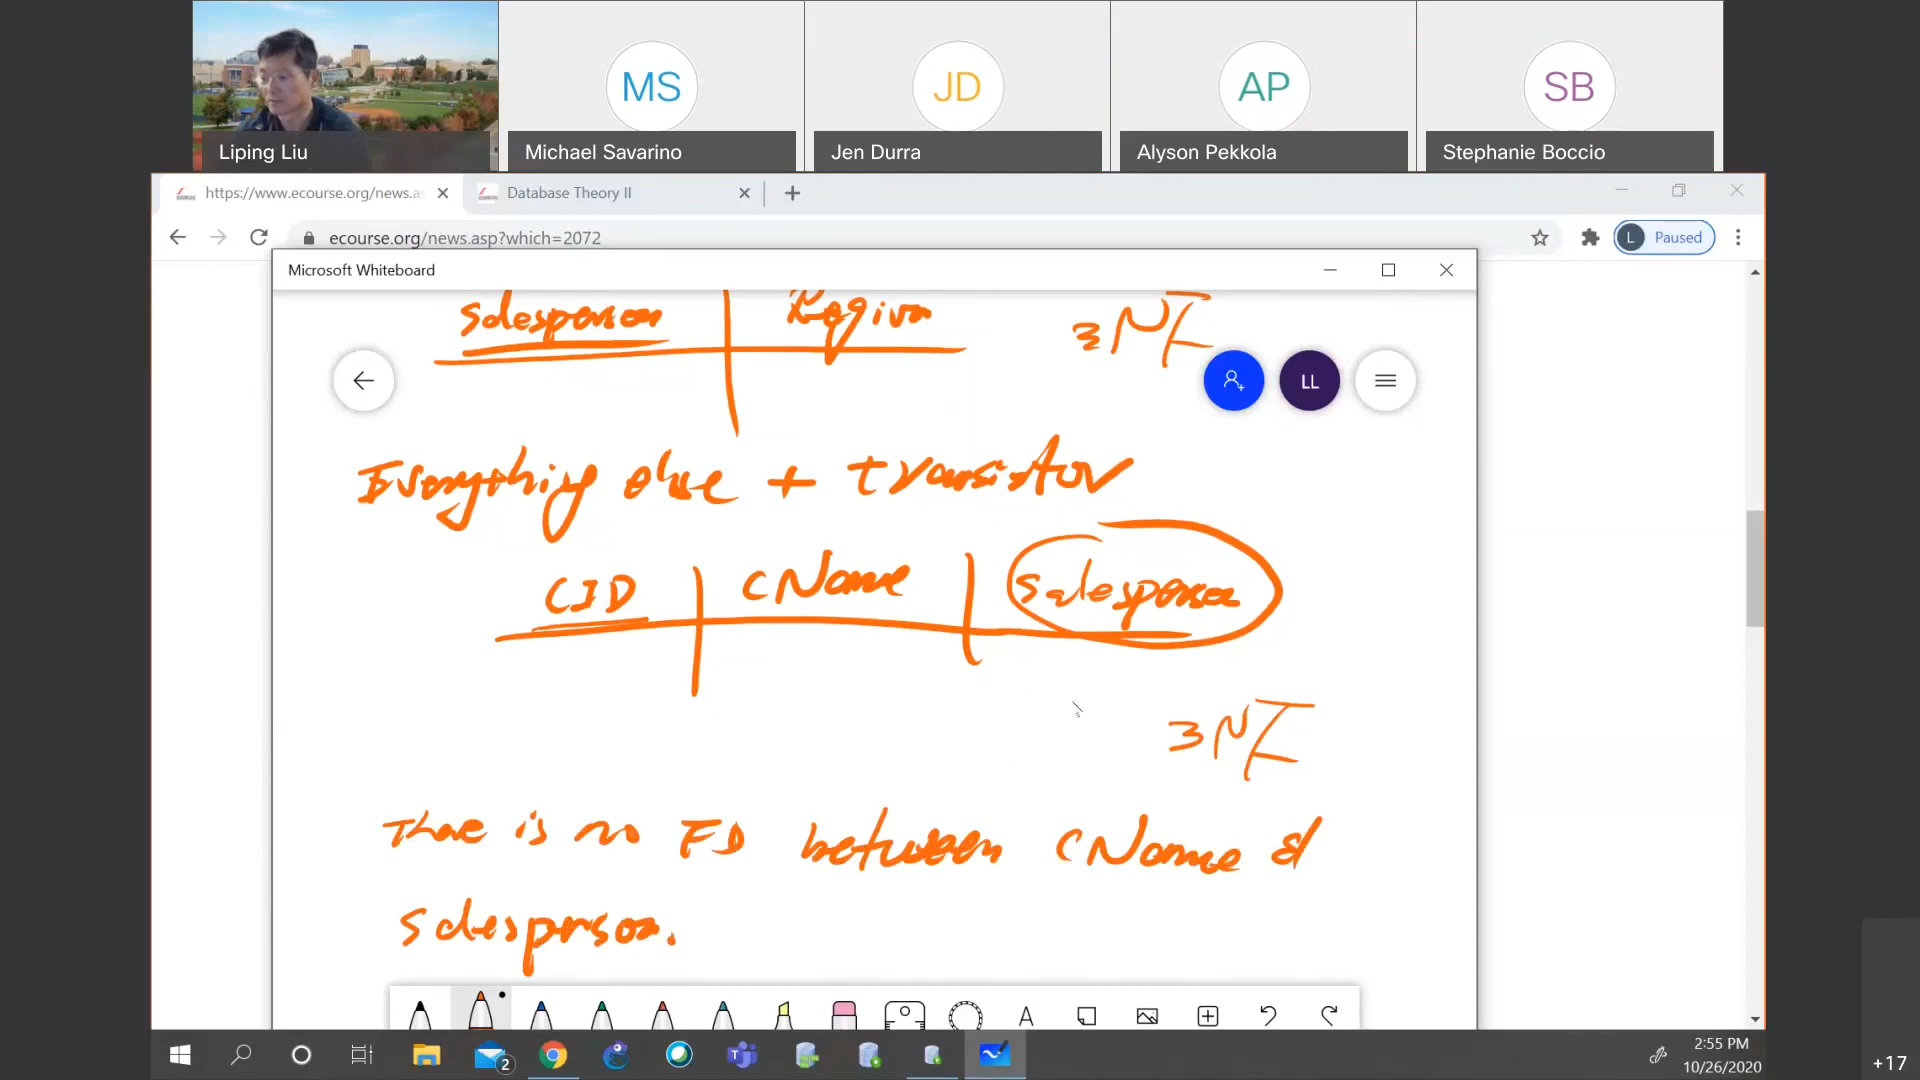 MS
JD
AP
SB
Liping Liu
Michael Savarino
Jen Durra
Alyson Pekkola
Stephanie Boccio
https://www.ecourse.org/news.a
Database Theory II
ecourse.org/news.asp?which=2072
L Paused
Microsoft Whiteboard
Salesperson Region 3NF
LL
Everything else + transistor
CID CName Salesperson
3NF
There is no FD between CName &
Salesperson.
A
2
2:55 PM
10/26/2020
+17